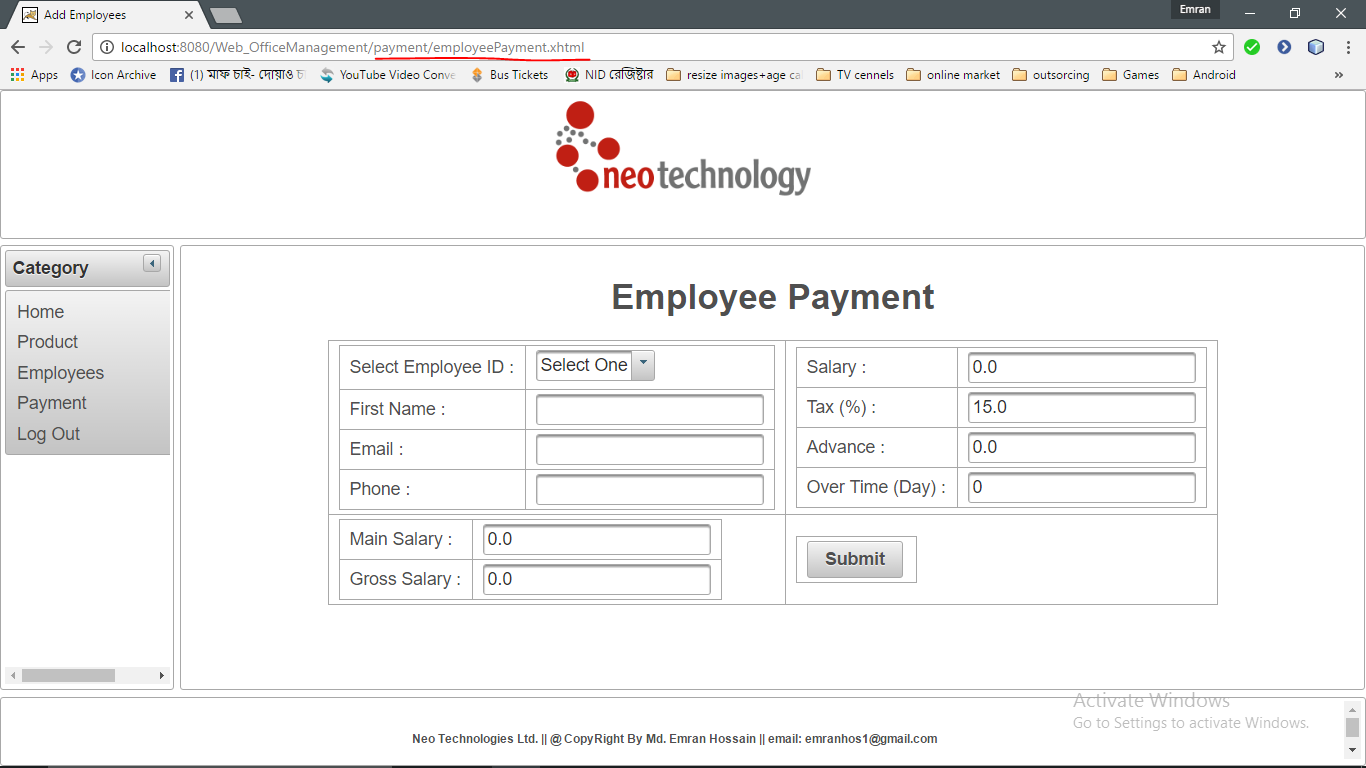 Add Employees
Emran
localhost:8080/Web_OfficeManagement/payment/employeePayment.xhtml
Apps Icon Archive (1) মাফ চাই- দোয়াও YouTube Video Conve Bus Tickets NID রেজিষ্টার resize images+age ca TV cennels online market outsorcing Games Android »
neotechnology
Category
Home
Product
Employees
Payment
Log Out
Employee Payment
Select Employee ID : Select One
First Name :
Email :
Phone :
Salary : 0.0
Tax (%) : 15.0
Advance : 0.0
Over Time (Day) : 0
Main Salary : 0.0
Gross Salary : 0.0
Submit
Activate Windows
Go to Settings to activate Windows.
Neo Technologies Ltd. || @ CopyRight By Md. Emran Hossain || email: emranhos1@gmail.com